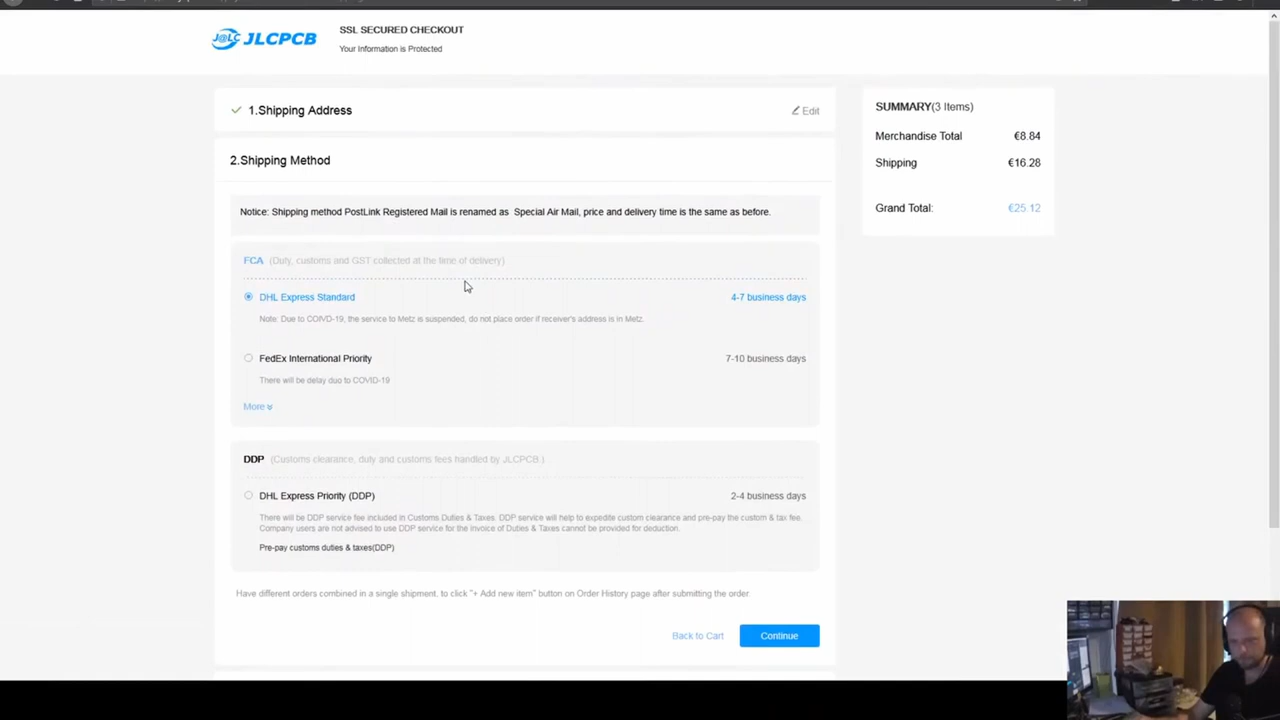 J@LC JLCPCB
SSL SECURED CHECKOUT
Your Information is Protected
1.Shipping Address
Edit
2.Shipping Method
Notice: Shipping method PostLink Registered Mail is renamed as Special Air Mail, price and delivery time is the same as before.
FCA (Duty, customs and GST collected at the time of delivery)
DHL Express Standard
4-7 business days
Note: Due to COIVD-19, the service to Metz is suspended, do not place order if receiver's address is in Metz.
FedEx International Priority
7-10 business days
There will be delay duo to COVID-19
More
DDP (Customs clearance, duty and customs fees handled by JLCPCB.)
DHL Express Priority (DDP)
2-4 business days
There will be DDP service fee included in Customs Duties & Taxes. DDP service will help to expedite custom clearance and pre-pay the custom & tax fee.
Company users are not advised to use DDP service for the invoice of Duties & Taxes cannot be provided for deduction.
Pre-pay customs duties & taxes(DDP)
Have different orders combined in a single shipment. to click "+ Add new item" button on Order History page after submitting the order.
Back to Cart
Continue
SUMMARY(3 Items)
Merchandise Total €8.84
Shipping €16.28
Grand Total: €25.12